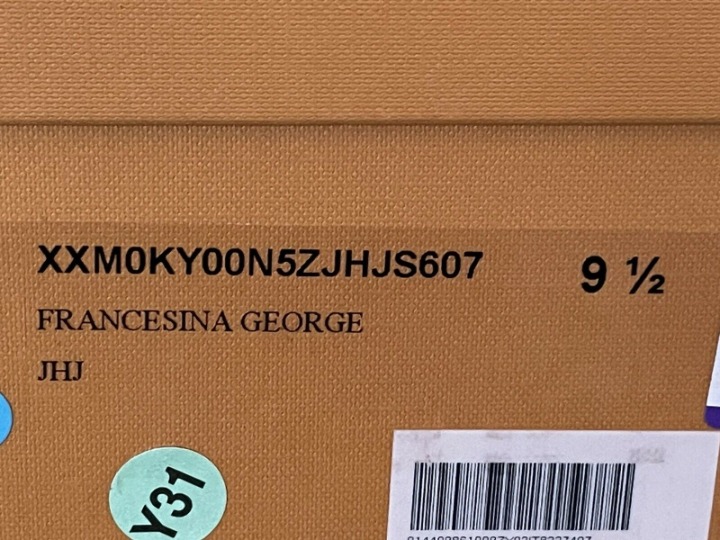 XXM0KY00N5ZJHJS607 9 ½
FRANCESINA GEORGE
JHJ
Y31